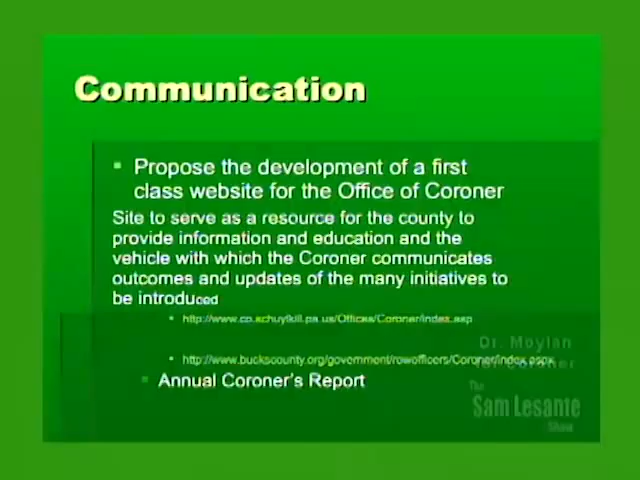 Communication
Propose the development of a first
class website for the Office of Coroner
Site to serve as a resource for the county to
provide information and education and the
vehicle with which the Coroner communicates
outcomes and updates of the many initiatives to
be introduced
http://www.co.schuylkill.pa.us/Offices/Coroner/index.asp
Dr. Moylan
for Coroner
http://www.buckscounty.org/government/rowofficers/Coroner/index.aspx
Annual Coroner's Report
The
Sam Lesante
Show